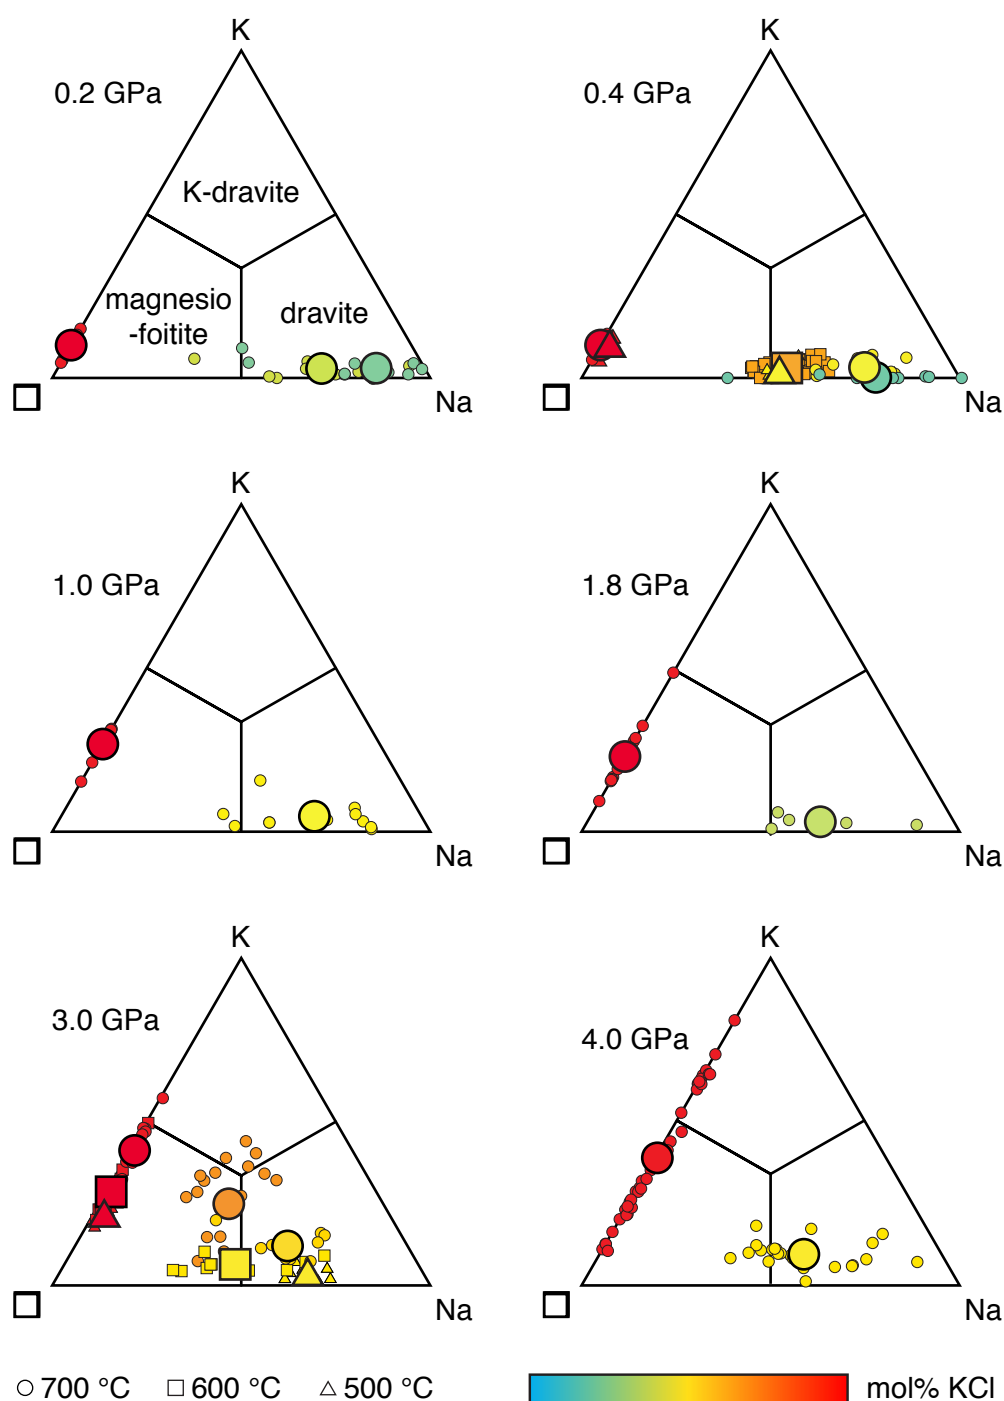 K
K
0.2 GPa
0.4 GPa
K-dravite
magnesio
-foitite
dravite
Na
Na
K
K
1.0 GPa
1.8 GPa
Na
Na
K
K
3.0 GPa
4.0 GPa
Na
Na
700 °C
600 °C
500 °C
mol% KCl